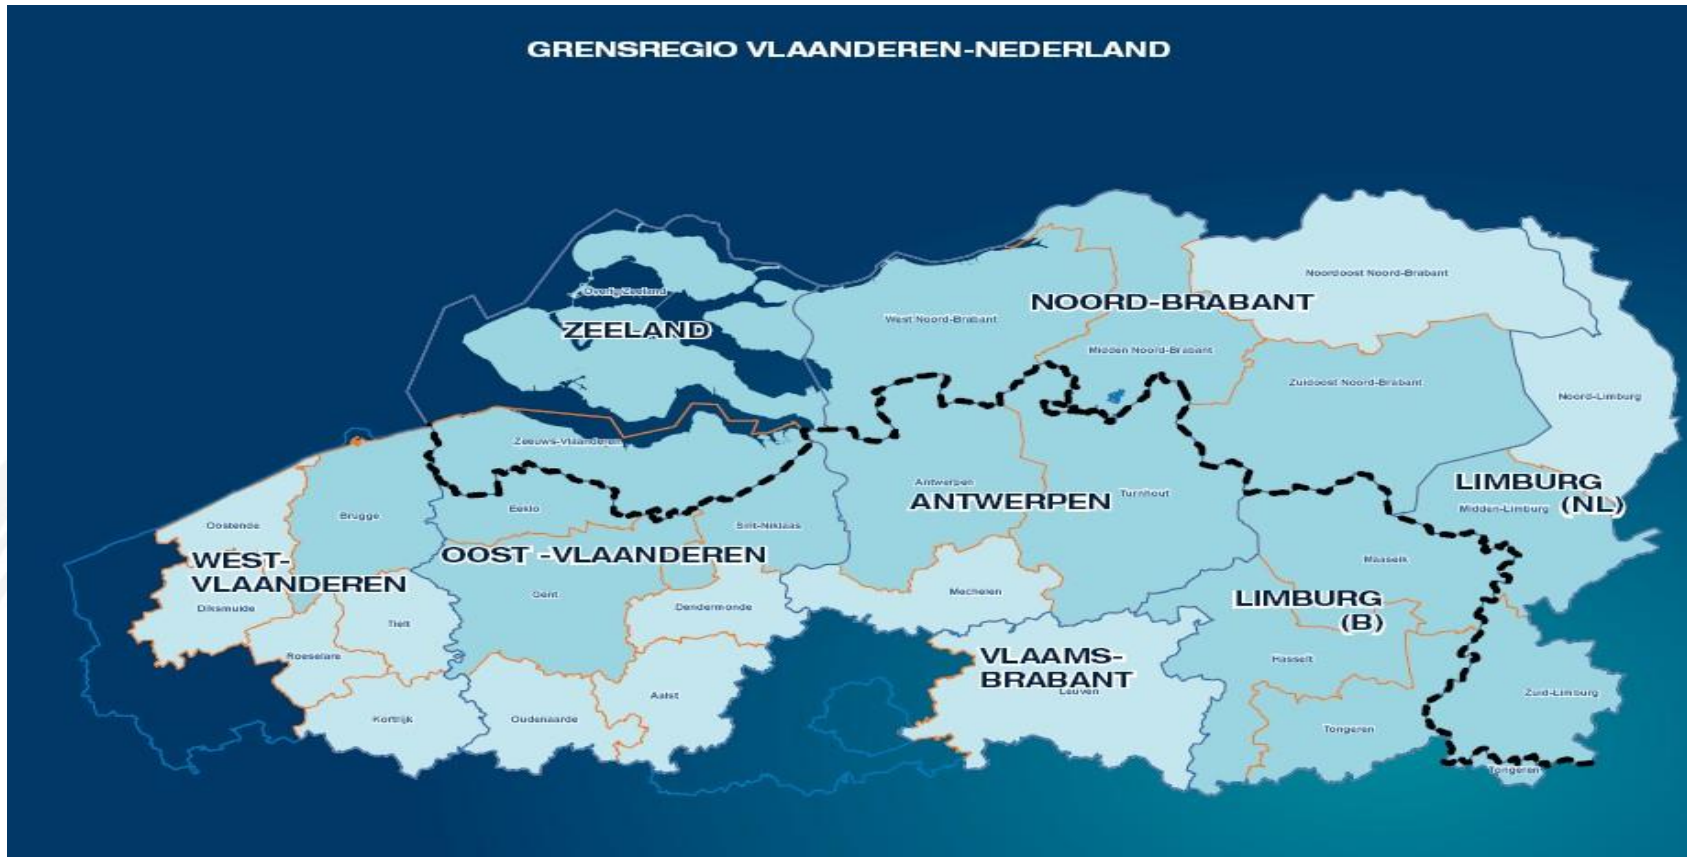 GRENSREGIO VLAANDEREN-NEDERLAND
Noordoost Noord-Brabant
Overig Zeeland
NOORD-BRABANT
West Noord-Brabant
ZEELAND
Midden Noord-Brabant
Zuidoost Noord-Brabant
Noord-Limburg
Zeeuws-Vlaanderen
LIMBURG
(NL)
Midden-Limburg
Antwerpen
ANTWERPEN
Turnhout
Eeklo
Brugge
Oostende
Sint-Niklaas
WEST-
VLAANDEREN
OOST -VLAANDEREN
Maaseik
Mechelen
Gent
LIMBURG
(B)
Diksmuide
Dendermonde
Tielt
Roeselare
VLAAMS-
BRABANT
Leuven
Hasselt
Zuid-Limburg
Aalst
Kortrijk
Oudenaarde
Tongeren
Tongeren